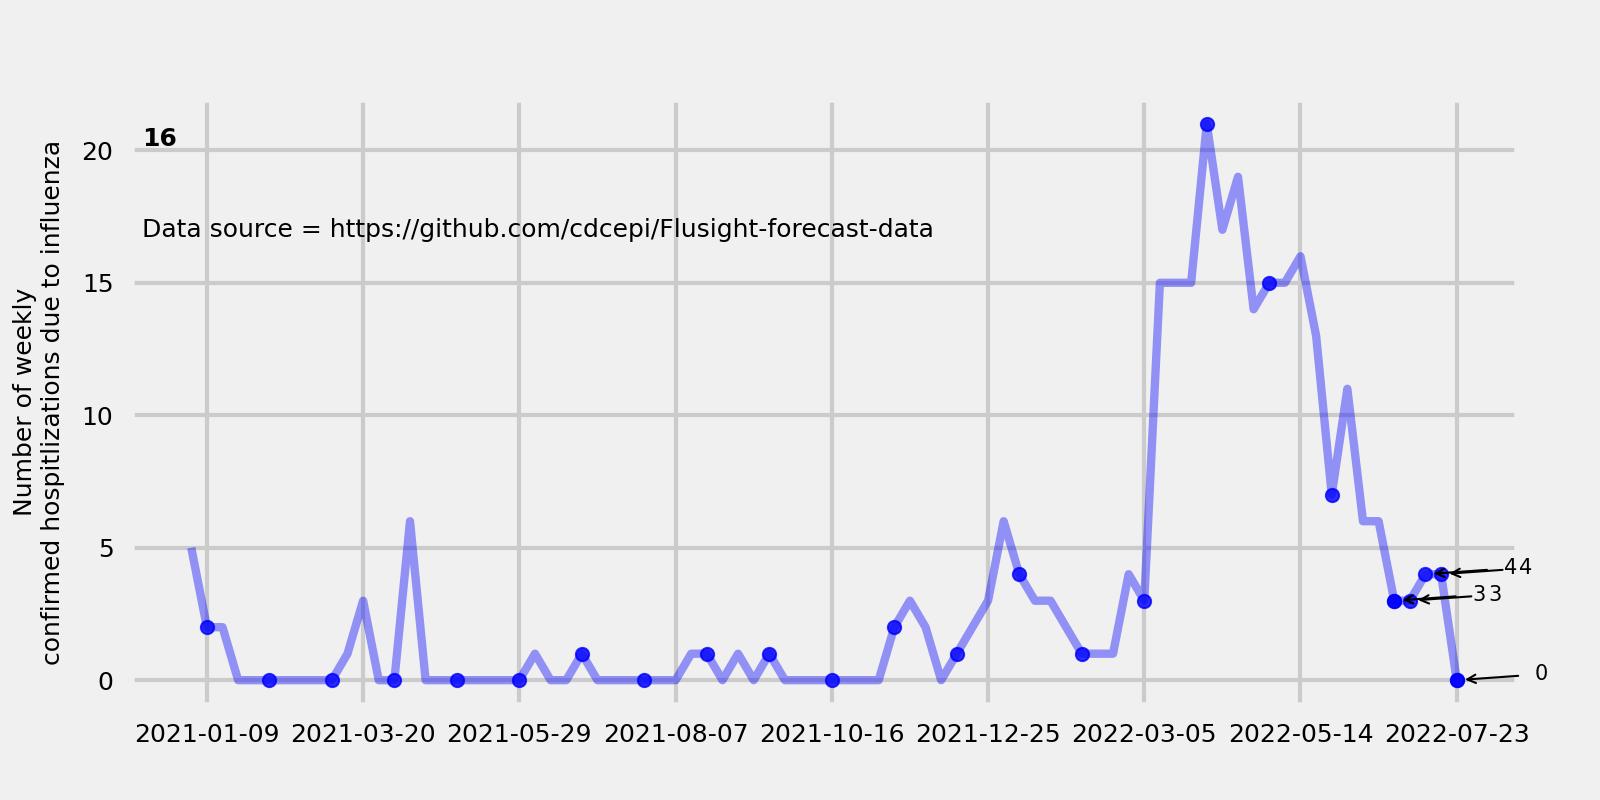 16
Data source = https://github.com/cdcepi/Flusight-forecast-data
Number of weekly
confirmed hospitlizations due to influenza
20
15
10
5
0
44
33
0
2021-01-09 2021-03-20 2021-05-29 2021-08-07 2021-10-16 2021-12-25 2022-03-05 2022-05-14 2022-07-23